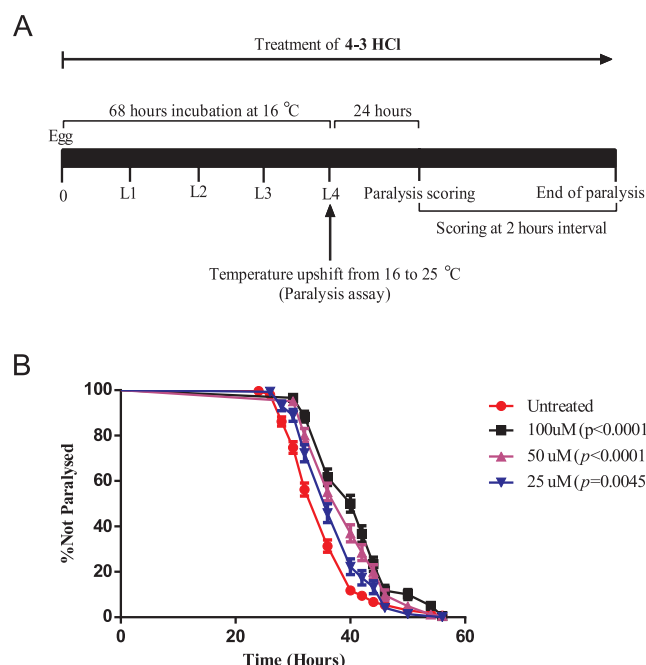 A
Treatment of 4-3 HCl
68 hours incubation at 16 °C
24 hours
Egg
0
L1
L2
L3
L4
Paralysis scoring
End of paralysis
Scoring at 2 hours interval
Temperature upshift from 16 to 25 °C
(Paralysis assay)
B
100
80
60
40
20
0
%Not Paralysed
0
20
40
60
Time (Hours)
Untreated
100uM (p<0.0001
50 uM (p<0.0001
25 uM (p=0.0045